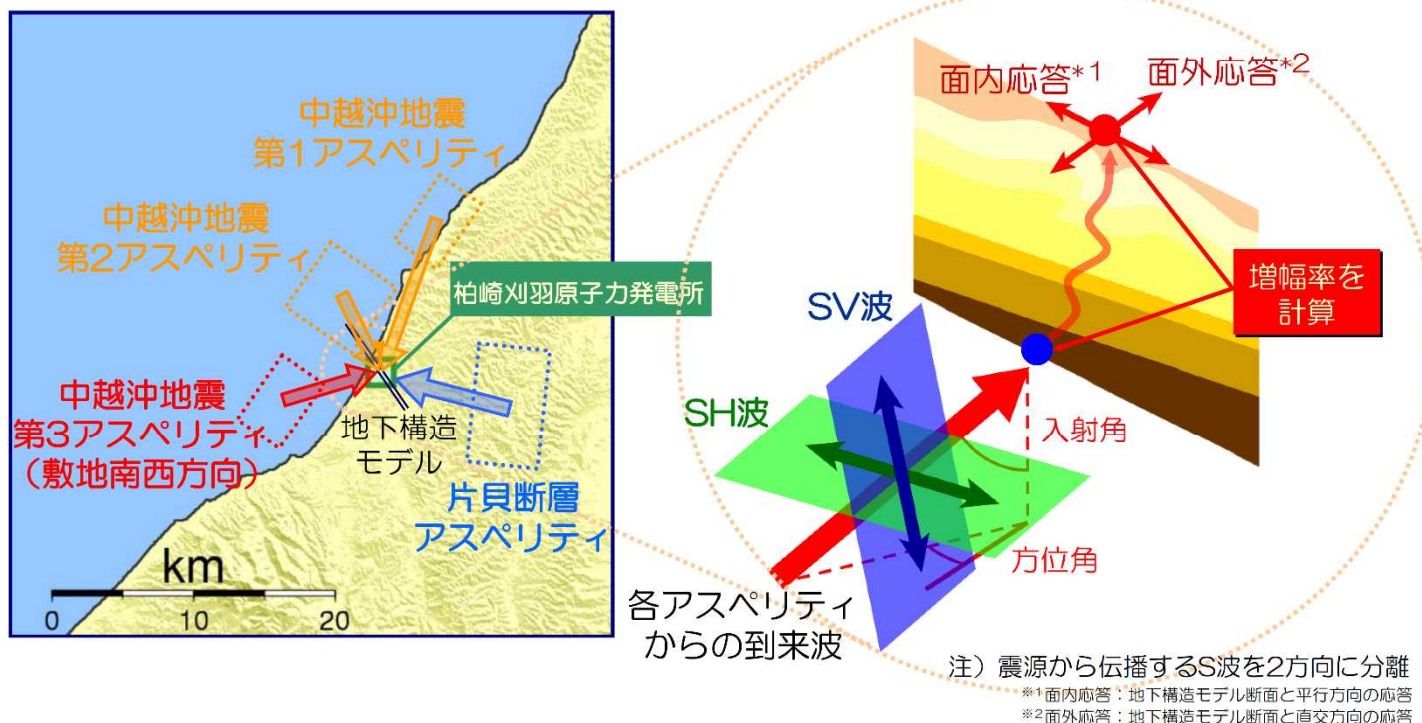 中越沖地震
第1アスペリティ
中越沖地震
第2アスペリティ
柏崎刈羽原子力発電所
中越沖地震
第3アスペリティ
（敷地南西方向）
地下構造
モデル
片貝断層
アスペリティ
km
0 10 20
面内応答*1
面外応答*2
増幅率を
計算
SV波
SH波
入射角
方位角
各アスペリティ
からの到来波
注）震源から伝播するS波を2方向に分離
※1面内応答：地下構造モデル断面と平行方向の応答
※2面外応答：地下構造モデル断面と直交方向の応答